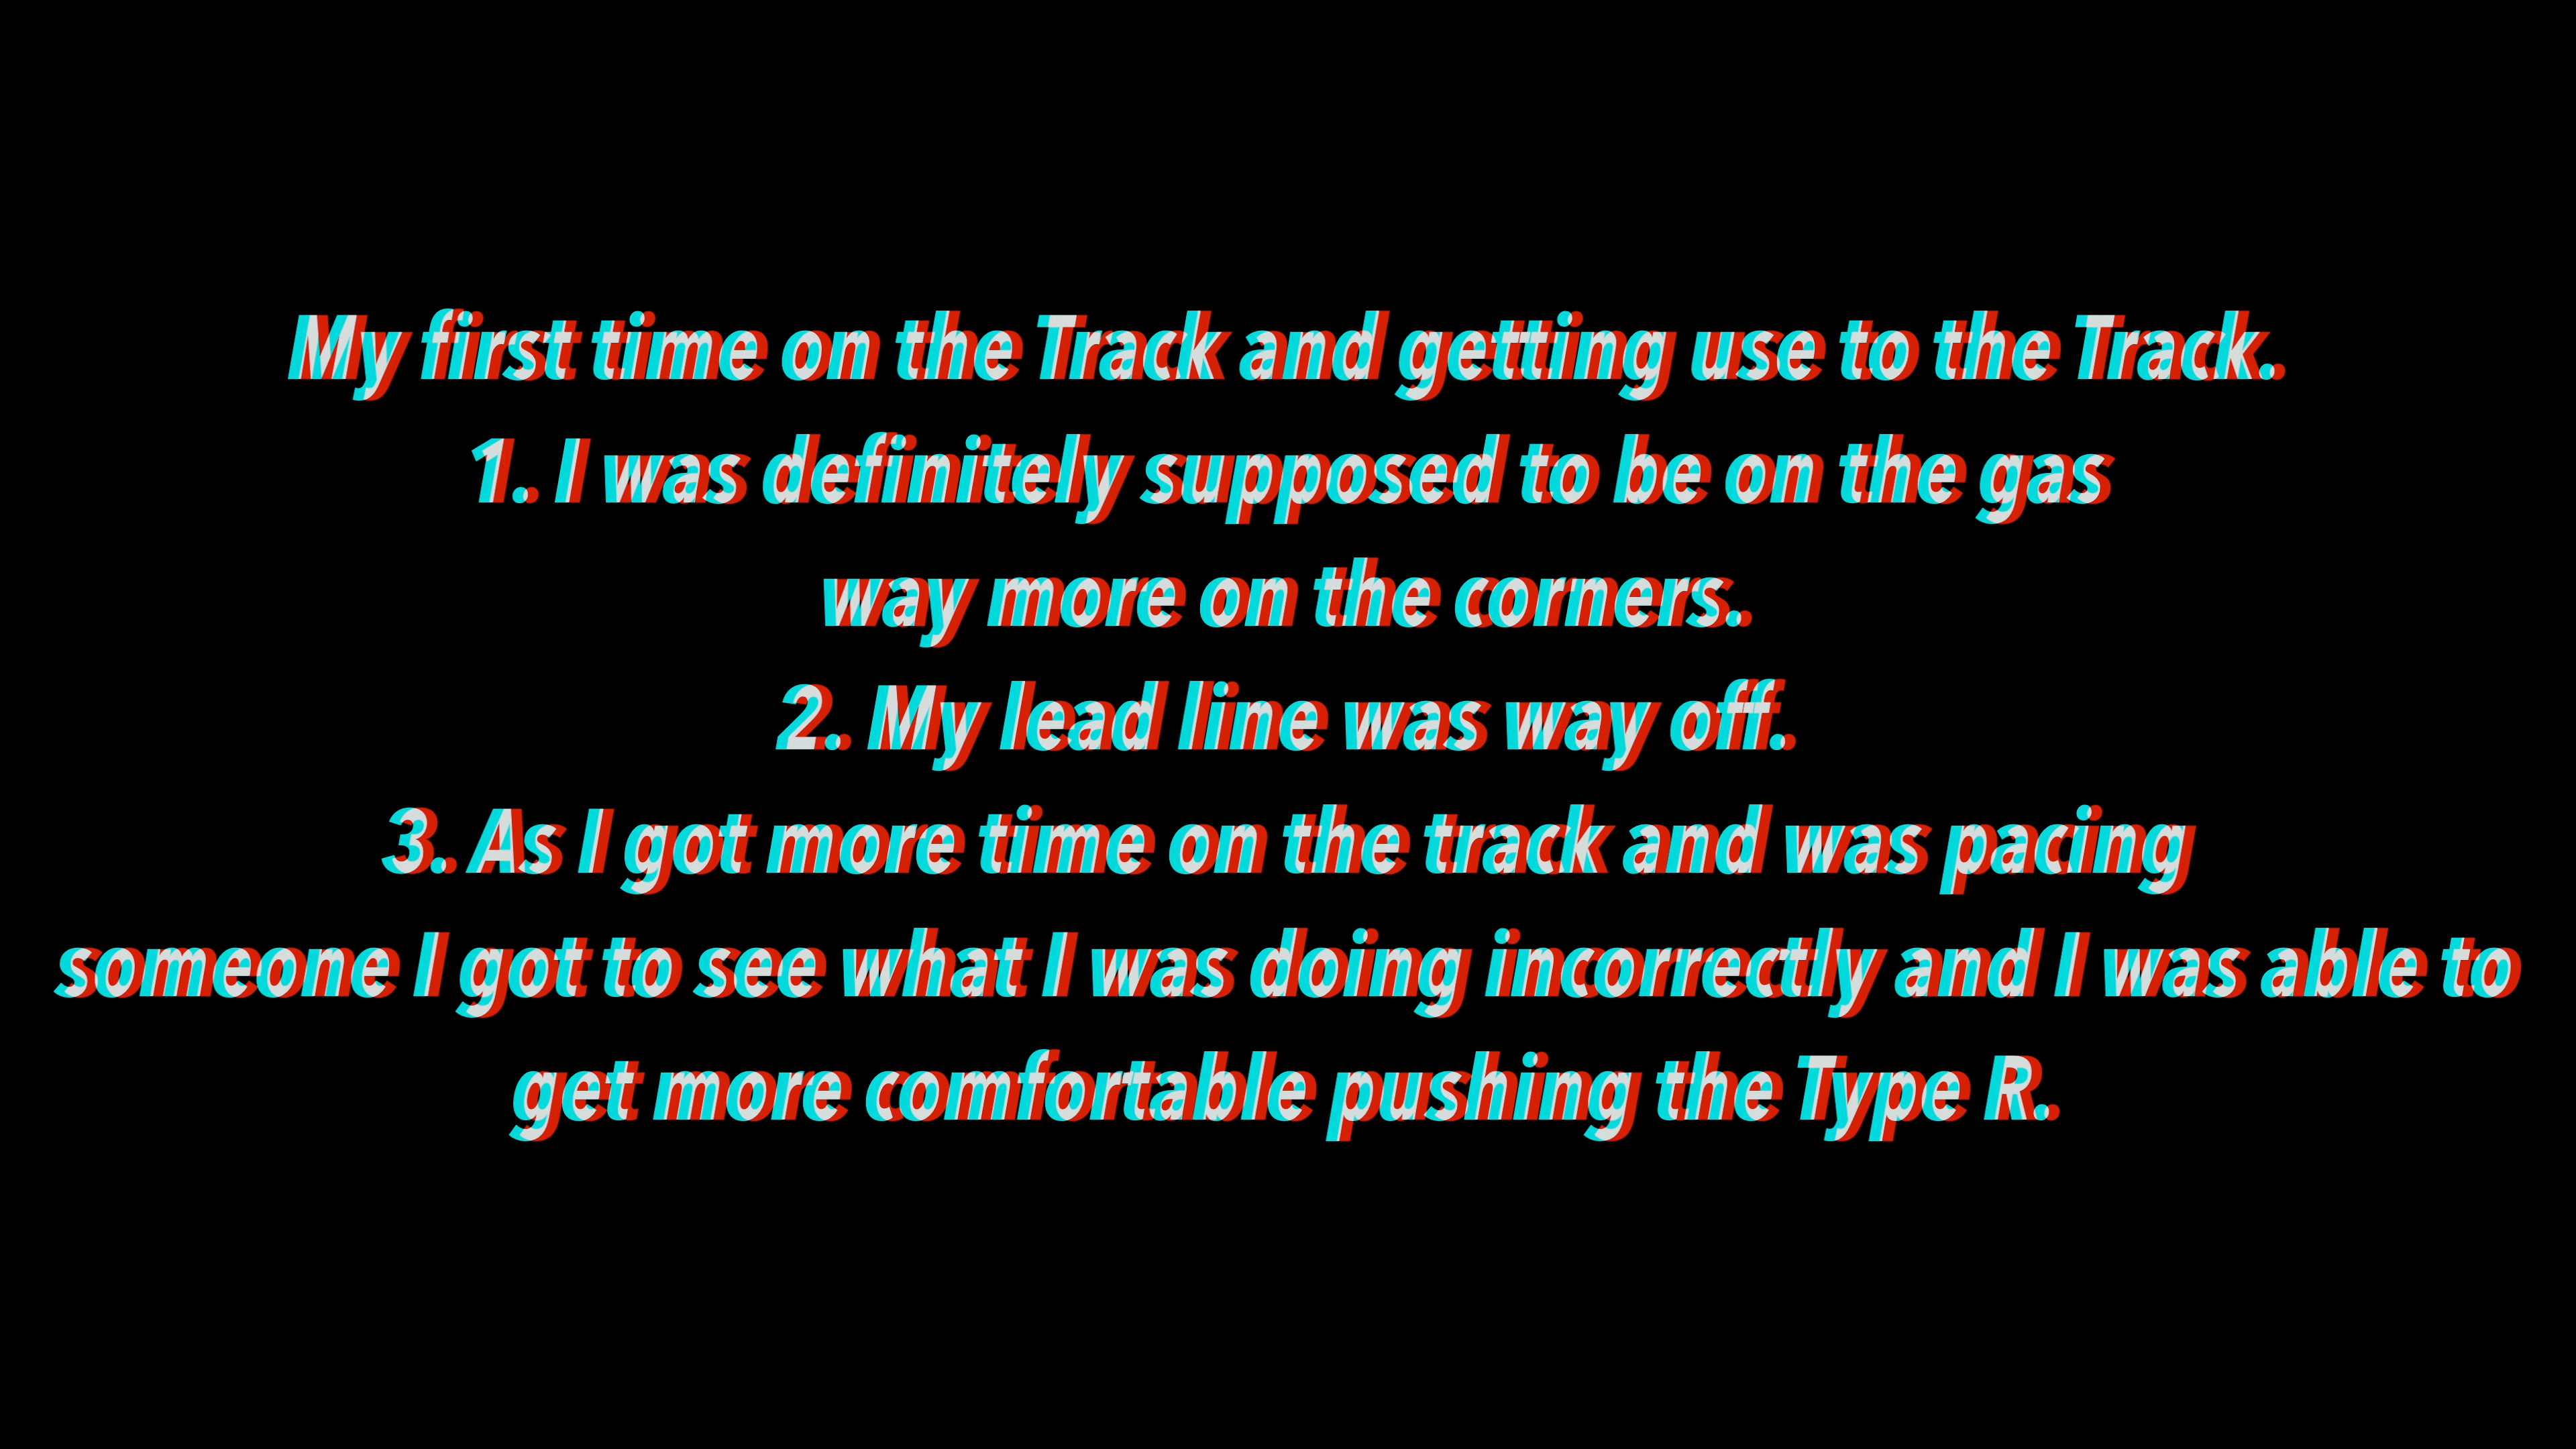 My first time on the Track and getting use to the Track.
1. I was definitely supposed to be on the gas
way more on the corners.
2. My lead line was way off.
3. As I got more time on the track and was pacing
someone I got to see what I was doing incorrectly and I was able to
get more comfortable pushing the Type R.